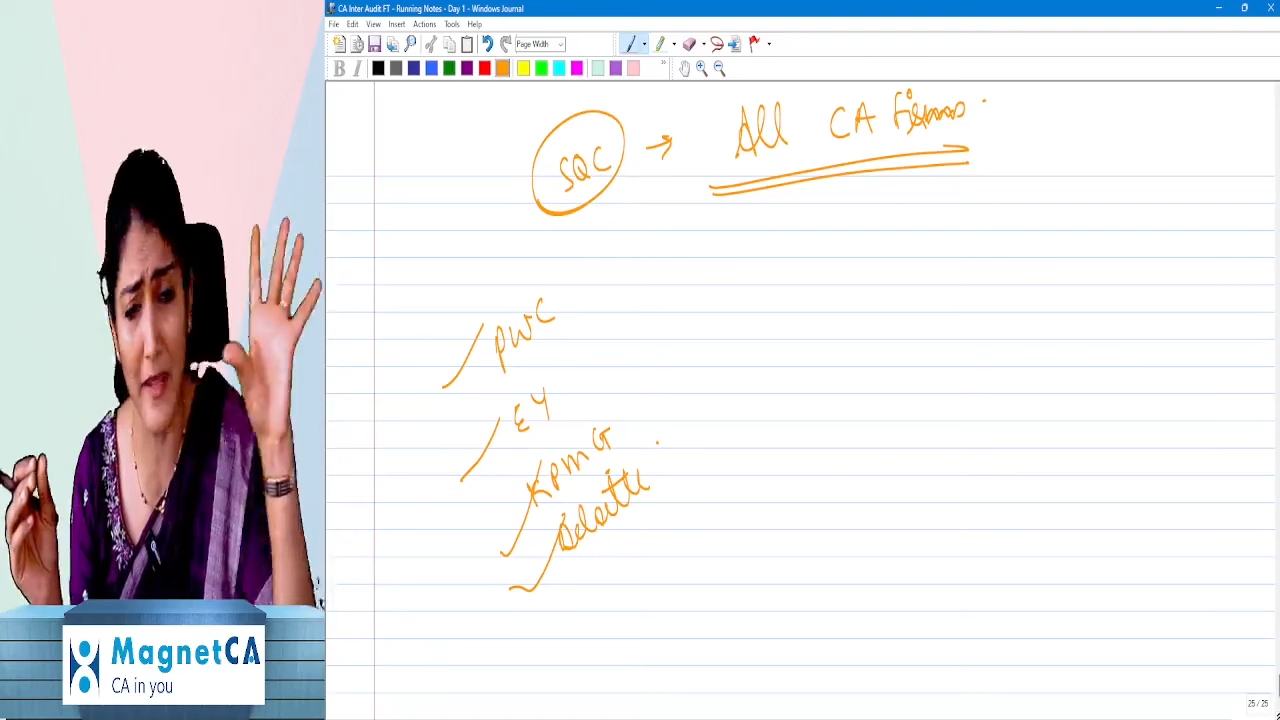 CA Inter Audit FT - Running Notes - Day 1 - Windows Journal
File Edit View Insert Actions Tools Help
Page Width
B I
SQC → All CA Firms.
PWC
EY
KPMG
Deloitte
MagnetCA
CA in you
25 / 25